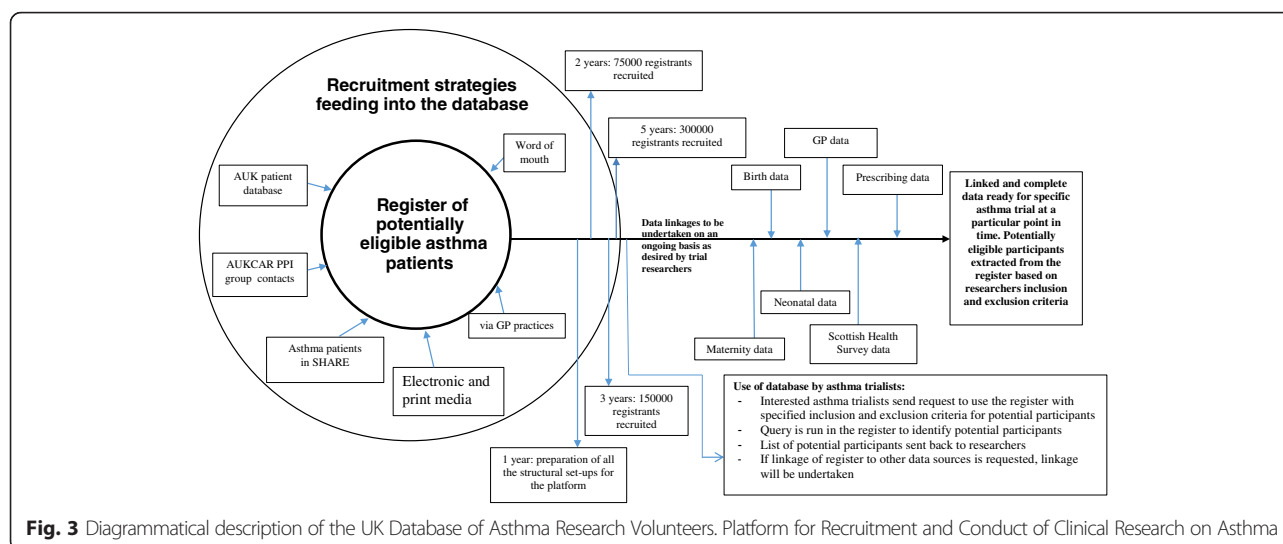 Recruitment strategies
feeding into the database
Word of
mouth
AUK patient
database
Register of
potentially
eligible asthma
patients
AUKCAR PPI
group contacts
via GP practices
Asthma patients
in SHARE
Electronic and
print media
2 years: 75000 registrants
recruited
5 years: 300000
registrants recruited
3 years: 150000
registrants
recruited
1 year: preparation of all
the structural set-ups for
the platform
Data linkages to be
undertaken on an
ongoing basis as
desired by trial
researchers
Birth data
GP data
Prescribing data
Maternity data
Neonatal data
Scottish Health
Survey data
Linked and complete
data ready for specific
asthma trial at a
particular point in
time. Potentially
eligible participants
extracted from the
register based on
researchers inclusion
and exclusion criteria
Use of database by asthma trialists:
- Interested asthma trialists send request to use the register with
specified inclusion and exclusion criteria for potential participants
- Query is run in the register to identify potential participants
- List of potential participants sent back to researchers
- If linkage of register to other data sources is requested, linkage
will be undertaken
Fig. 3 Diagrammatical description of the UK Database of Asthma Research Volunteers. Platform for Recruitment and Conduct of Clinical Research on Asthma